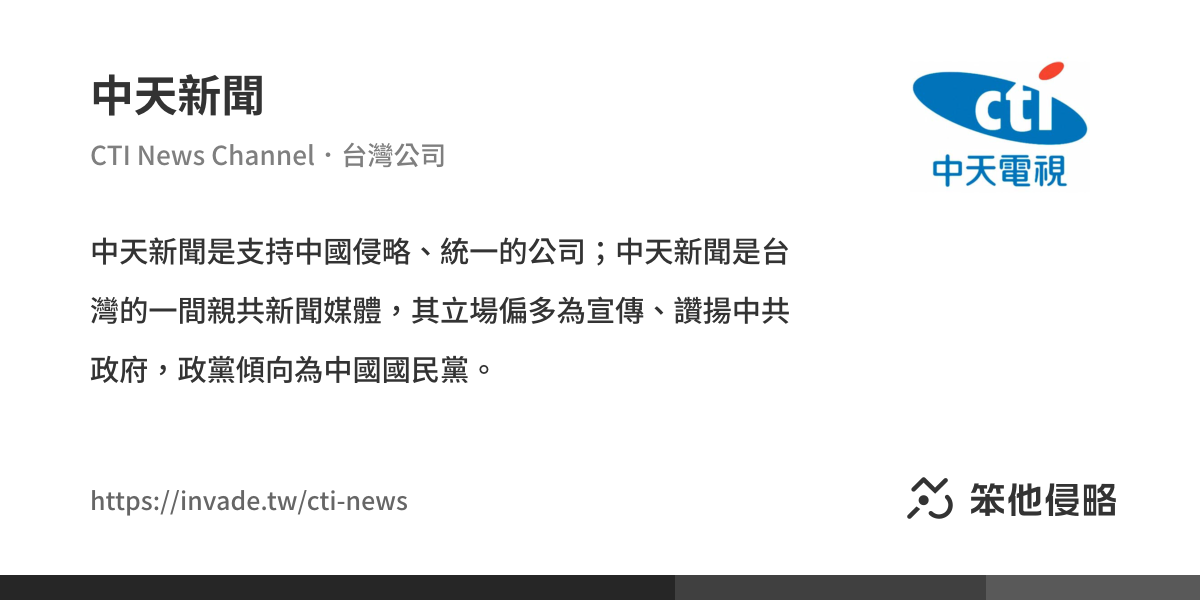 中天新聞
CTI News Channel・台灣公司
cti
中天電視
中天新聞是支持中國侵略、統一的公司；中天新聞是台
灣的一間親共新聞媒體，其立場偏多為宣傳、讚揚中共
政府，政黨傾向為中國國民黨。
https://invade.tw/cti-news
笨他侵略